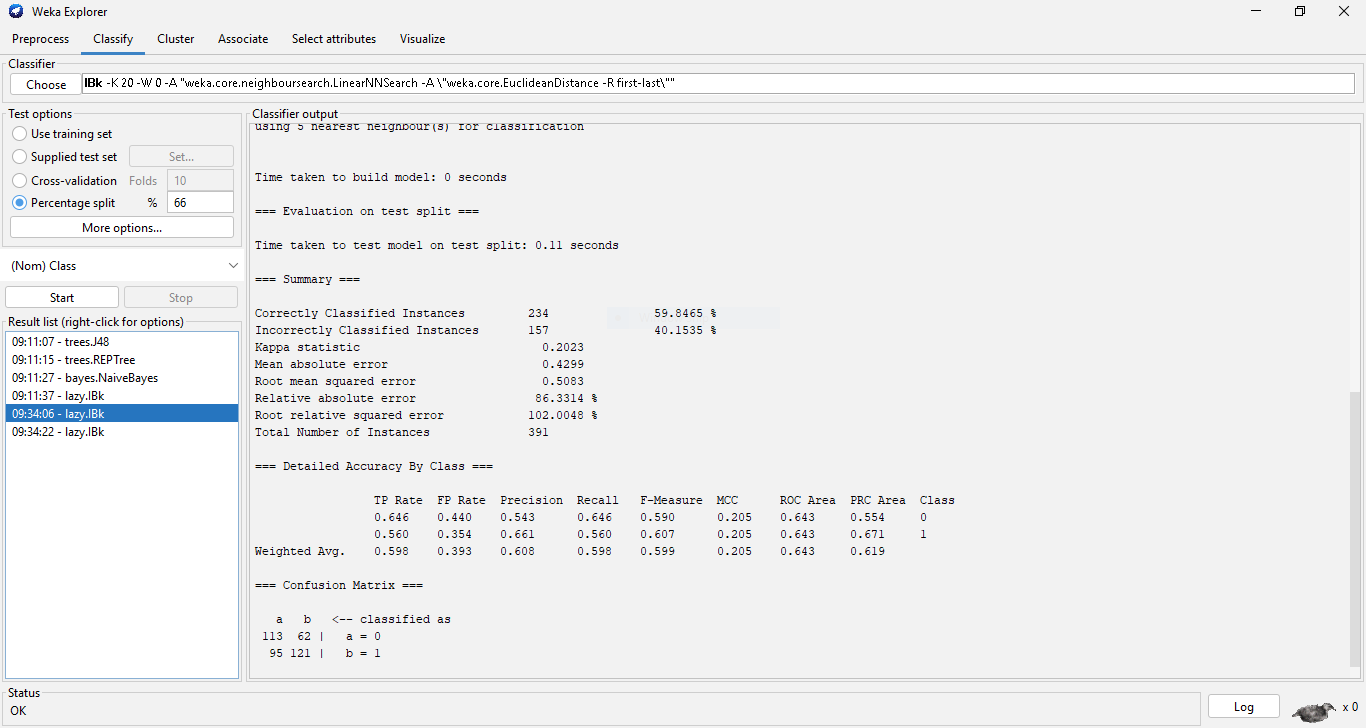 Weka Explorer
Preprocess Classify Cluster Associate Select attributes Visualize
Classifier
Choose IBk -K 20 -W 0 -A "weka.core.neighboursearch.LinearNNSearch -A \"weka.core.EuclideanDistance -R first-last\""
Test options
Use training set
Supplied test set Set...
Cross-validation Folds 10
Percentage split % 66
More options...
(Nom) Class
Start Stop
Result list (right-click for options)
09:11:07 - trees.J48
09:11:15 - trees.REPTree
09:11:27 - bayes.NaiveBayes
09:11:37 - lazy.IBk
09:34:06 - lazy.IBk
09:34:22 - lazy.IBk
Classifier output
using 5 nearest neighbour(s) for classification
Time taken to build model: 0 seconds
=== Evaluation on test split ===
Time taken to test model on test split: 0.11 seconds
=== Summary ===
Correctly Classified Instances 234 59.8465 %
Incorrectly Classified Instances 157 40.1535 %
Kappa statistic 0.2023
Mean absolute error 0.4299
Root mean squared error 0.5083
Relative absolute error 86.3314 %
Root relative squared error 102.0048 %
Total Number of Instances 391
=== Detailed Accuracy By Class ===
TP Rate FP Rate Precision Recall F-Measure MCC ROC Area PRC Area Class
0.646 0.440 0.543 0.646 0.590 0.205 0.643 0.554 0
0.560 0.354 0.661 0.560 0.607 0.205 0.643 0.671 1
Weighted Avg. 0.598 0.393 0.608 0.598 0.599 0.205 0.643 0.619
=== Confusion Matrix ===
a b <-- classified as
113 62 | a = 0
95 121 | b = 1
Status
OK
Log x 0